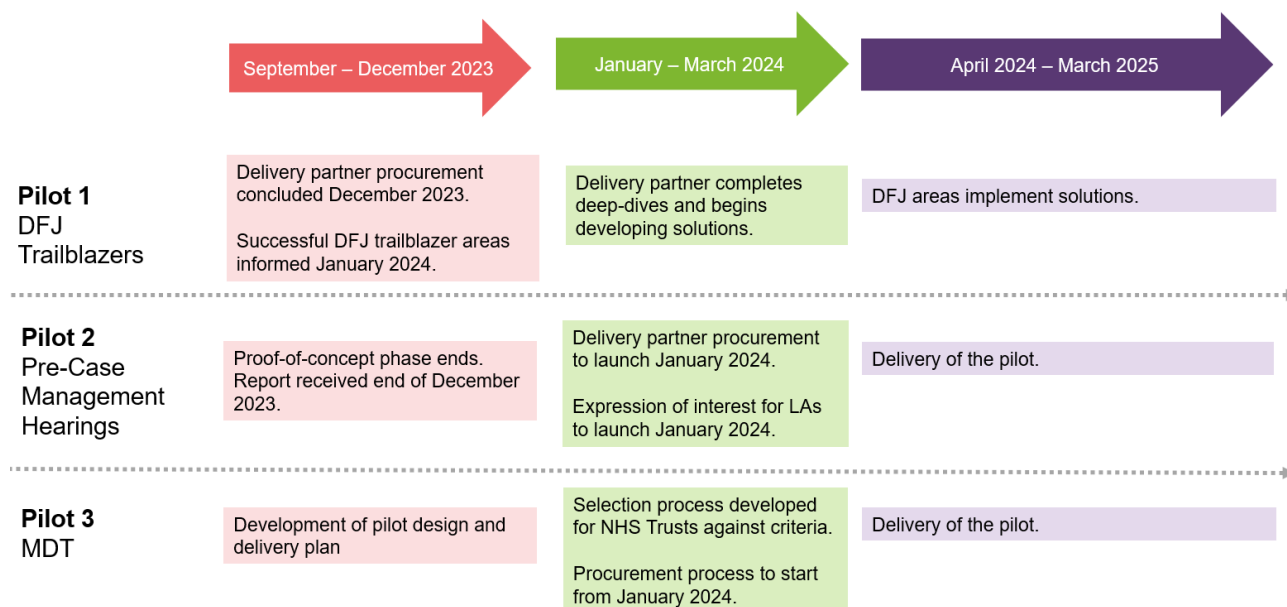 September – December 2023
January – March 2024
April 2024 – March 2025
Pilot 1
DFJ
Trailblazers
Delivery partner procurement
concluded December 2023.
Successful DFJ trailblazer areas
informed January 2024.
Delivery partner completes
deep-dives and begins
developing solutions.
DFJ areas implement solutions.
Pilot 2
Pre-Case
Management
Hearings
Proof-of-concept phase ends.
Report received end of December
2023.
Delivery partner procurement
to launch January 2024.
Expression of interest for LAs
to launch January 2024.
Delivery of the pilot.
Pilot 3
MDT
Development of pilot design and
delivery plan
Selection process developed
for NHS Trusts against criteria.
Procurement process to start
from January 2024.
Delivery of the pilot.